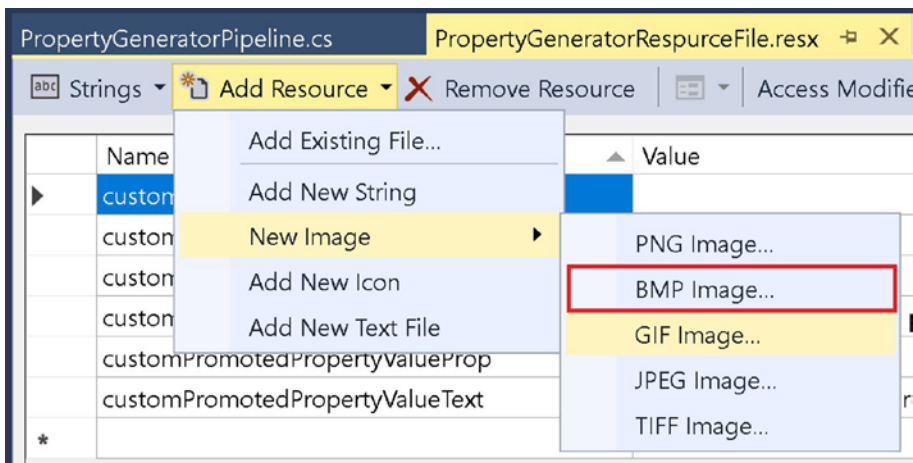 PropertyGeneratorPipeline.cs PropertyGeneratorRespurceFile.resx
abc Strings Add Resource Remove Resource Access Modifie
Name Value
Add Existing File...
Add New String
New Image
Add New Icon
Add New Text File
PNG Image...
BMP Image...
GIF Image...
JPEG Image...
TIFF Image...
custom
custom
custom
custom
customPromotedPropertyValueProp
customPromotedPropertyValueText
*